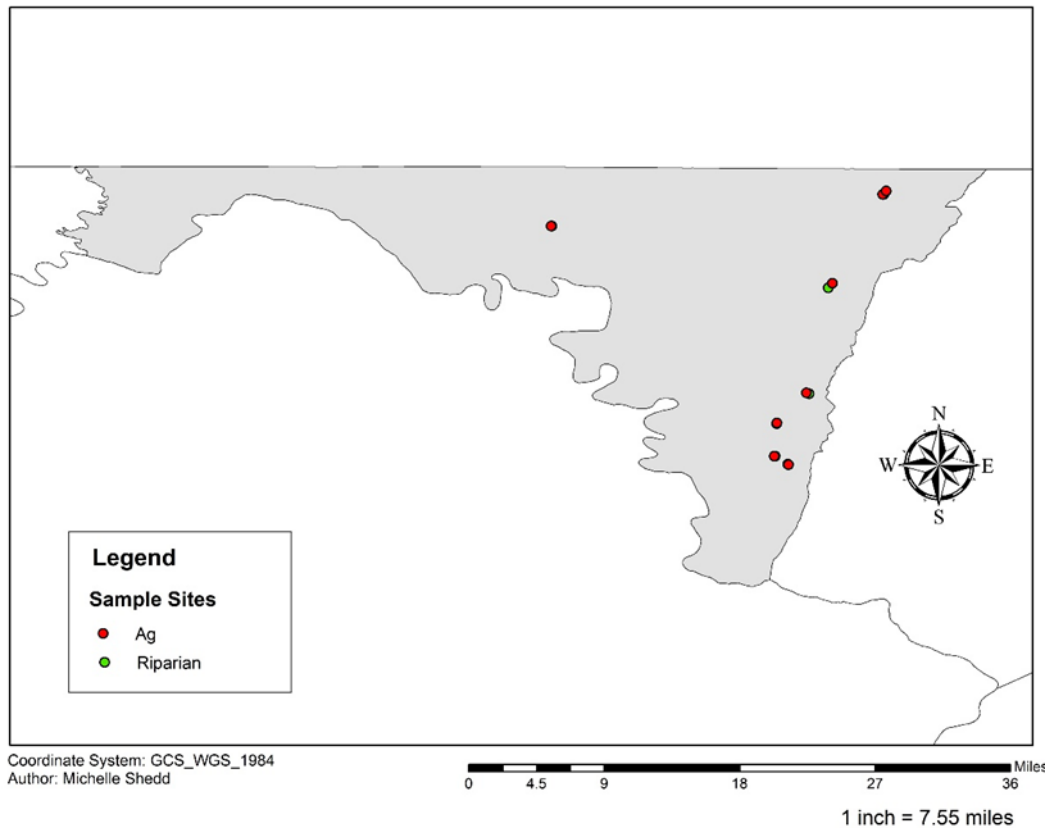 N
W E
S
Legend
Sample Sites
Ag
Riparian
Coordinate System: GCS_WGS_1984
Author: Michelle Shedd
Miles
0 4.5 9 18 27 36
1 inch = 7.55 miles